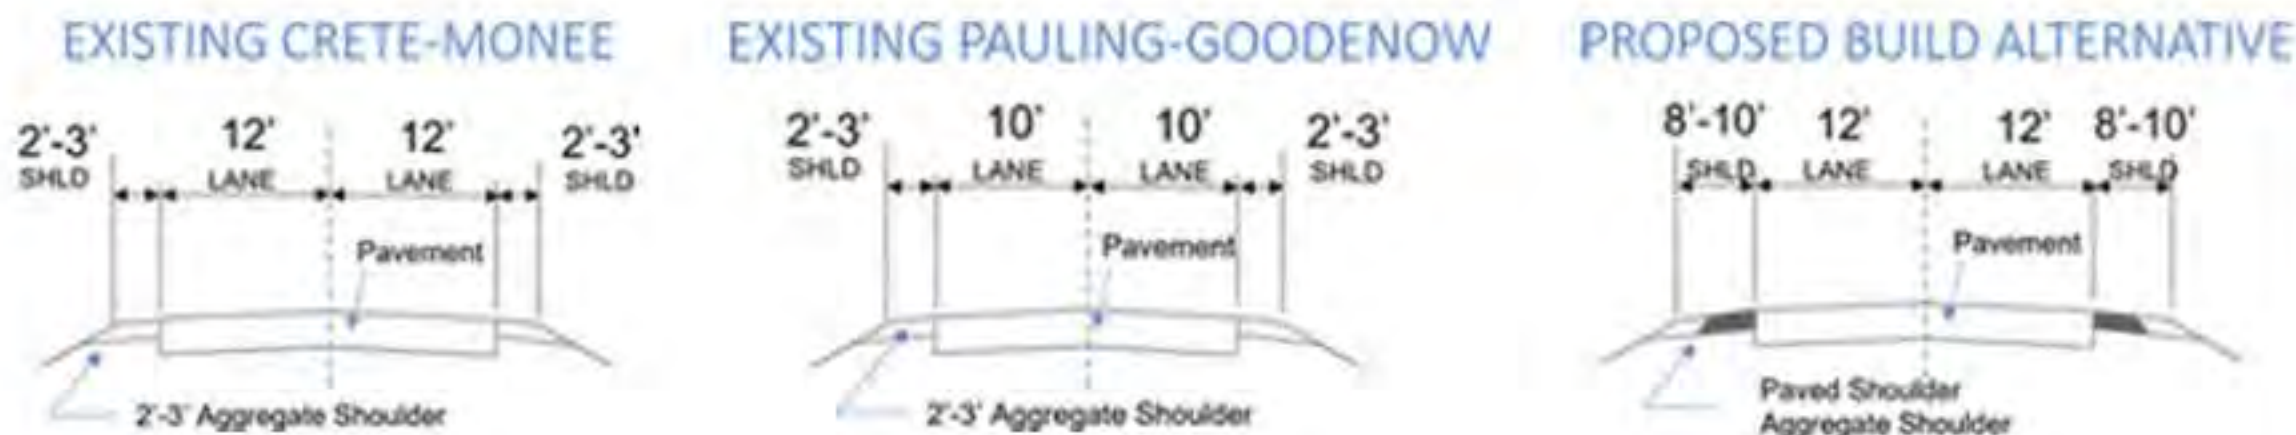 EXISTING CRETE-MONEE
2'-3' 12' 12' 2'-3'
SHLD LANE LANE SHLD
Pavement
2'-3' Aggregate Shoulder
EXISTING PAULING-GOODENOW
2'-3' 10' 10' 2'-3'
SHLD LANE LANE SHLD
Pavement
2'-3' Aggregate Shoulder
PROPOSED BUILD ALTERNATIVE
8'-10' 12' 12' 8'-10'
SHLD LANE LANE SHLD
Pavement
Paved Shoulder
Aggregate Shoulder